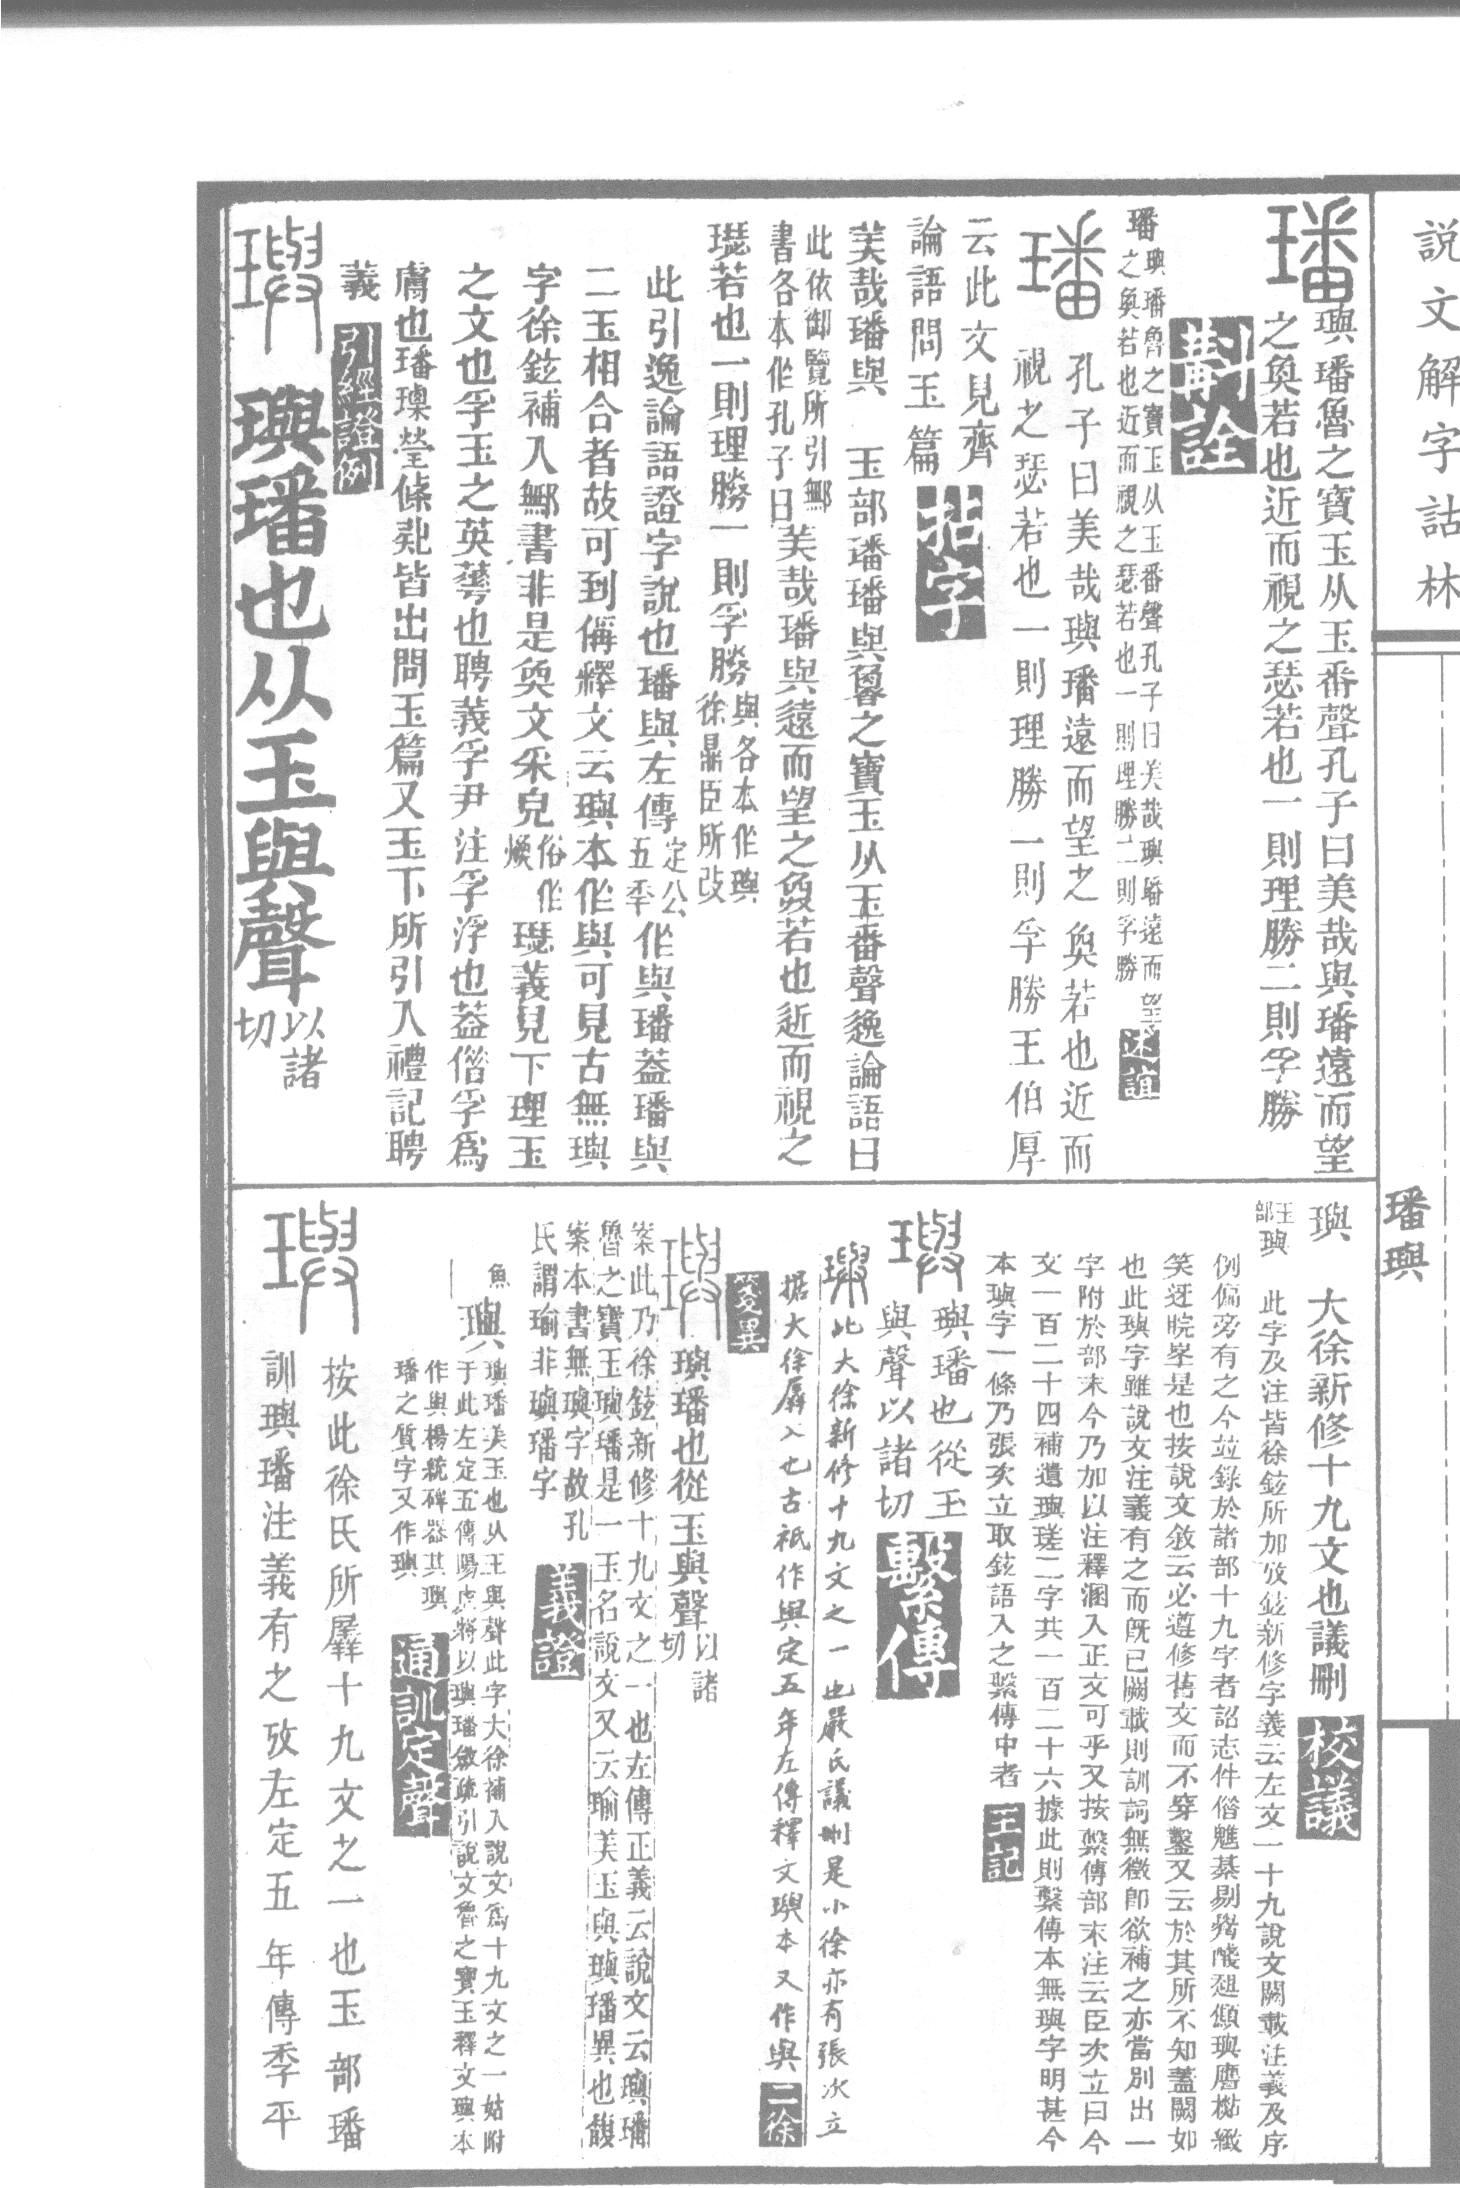 說文解字詁林
璠璵
璠
璵璠魯之寶玉从玉番聲孔子曰美哉與璠遠而望
之奐若也近而視之瑟若也一則理勝二則孚勝
斠詮
璠
璵璠魯之寶玉从玉番聲孔子曰美哉璵璠遠而望
之奐若也近而視之瑟若也一則理勝二則孚勝
述誼
璠
孔子曰美哉璵璠遠而望之奐若也近而
視之瑟若也一則理勝一則孚勝王伯厚
云此文見齊
論語問玉篇
拈字
美哉璠與 玉部璠璠與魯之寶玉从玉番聲逸論語曰
此依御覽所引鄦
書各本作孔子曰
美哉璠與遠而望之奐若也近而視之
瑟若也一則理勝一則孚勝
與各本作璵
徐鼎臣所改
此引逸論語證字說也璠與左傳
定公
五年
作與璠蓋璠與
二玉相合者故可到偁釋文云璵本作與可見古無璵
字徐鉉補入鄦書非是奐文采皃
俗作
煥
瑟義見下理玉
之文也孚玉之英蕚也聘義孚尹注孚浮也蓋偕孚爲
膚也璠瓅瑩條䟽皆出問玉篇又玉下所引入禮記聘
義
引經證例
璵
璵璠也从玉與聲
以諸
切
璵 大徐新修十九文也議刪
校議
玉部
璵
此字及注皆徐鉉所加攷鉉新修字義云左文一十九說文闕載注義及序
例偏旁有之今並錄於諸部十九字者詔志件借魋綦剔觷醆趄顦璵譍檆緻
笑迓睆峯是也按說文敘云必遵修舊文而不穿鑿又云於其所不知蓋闕如
也此璵字雖說文注義有之而既已闕載則訓詞無徵卽欲補之亦當別出一
字附於部末今乃加以注釋溷入正文可乎又按繫傳部末注云臣次立曰今
文一百二十四補遺璵瑳二字共一百二十六據此則繫傳本無璵字明甚今
本璵字一條乃張次立取鉉語入之繫傳中者
王記
璵
璵璠也從玉
與聲以諸切
繫傳
璵
此大徐新修十九文之一也嚴氏議刪是小徐亦有張次立
据大徐羼入也古祇作與定五年左傳釋文璵本又作與
二徐
箋異
璵
璵璠也從玉與聲
以諸
切
案此乃徐鉉新修十九文之一也左傳正義云說文云璵璠
魯之寶玉璵璠是一玉名說文又云瑜美玉與璵璠異也馥
案本書無璵字故孔
氏謂瑜非璵璠字
義證
魚
璵
璵璠美玉也从玉與聲此字大徐補入說文爲十九文之一姑附
于此左定五傳陽虎將以璵璠斂疏引說文魯之寶玉釋文璵本
作與楊統碑器其璵
璠之質字又作璵
通訓定聲
璵
按此徐氏所羼十九文之一也玉部璠
訓璵璠注義有之攷左定五年傳季平